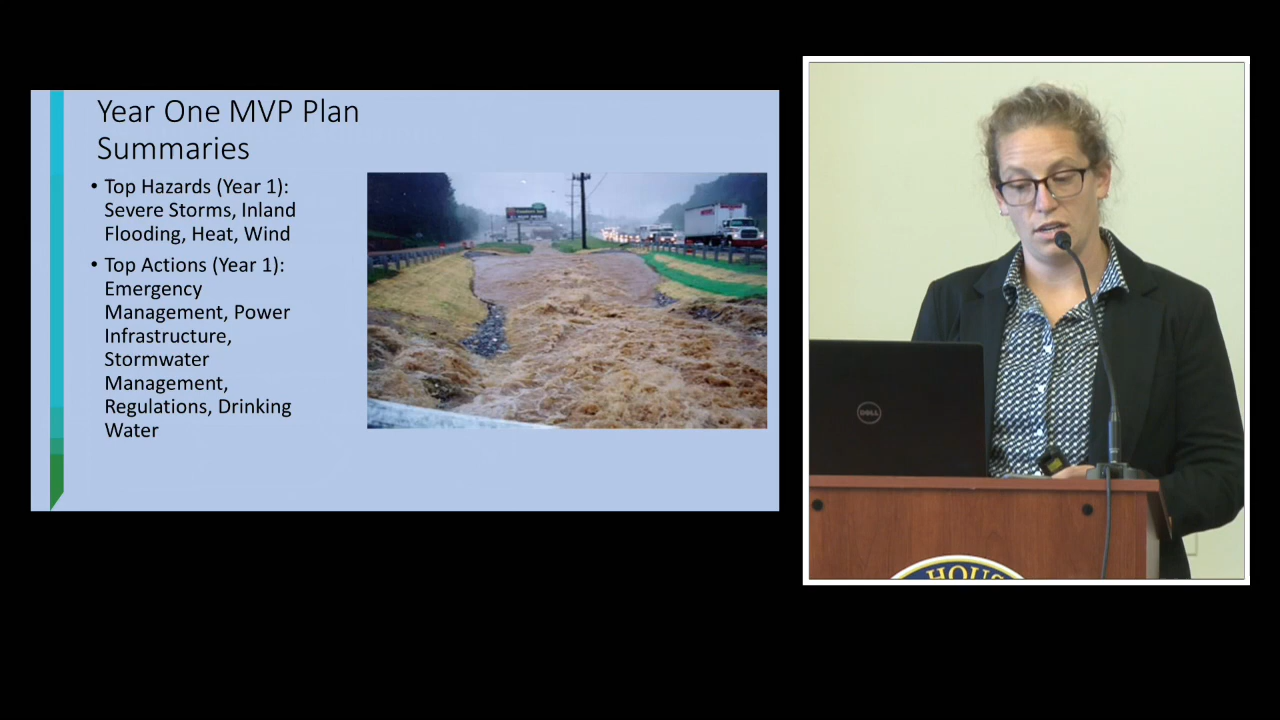 Year One MVP Plan
Summaries
• Top Hazards (Year 1):
Severe Storms, Inland
Flooding, Heat, Wind
• Top Actions (Year 1):
Emergency
Management, Power
Infrastructure,
Stormwater
Management,
Regulations, Drinking
Water
DELL
HOUS